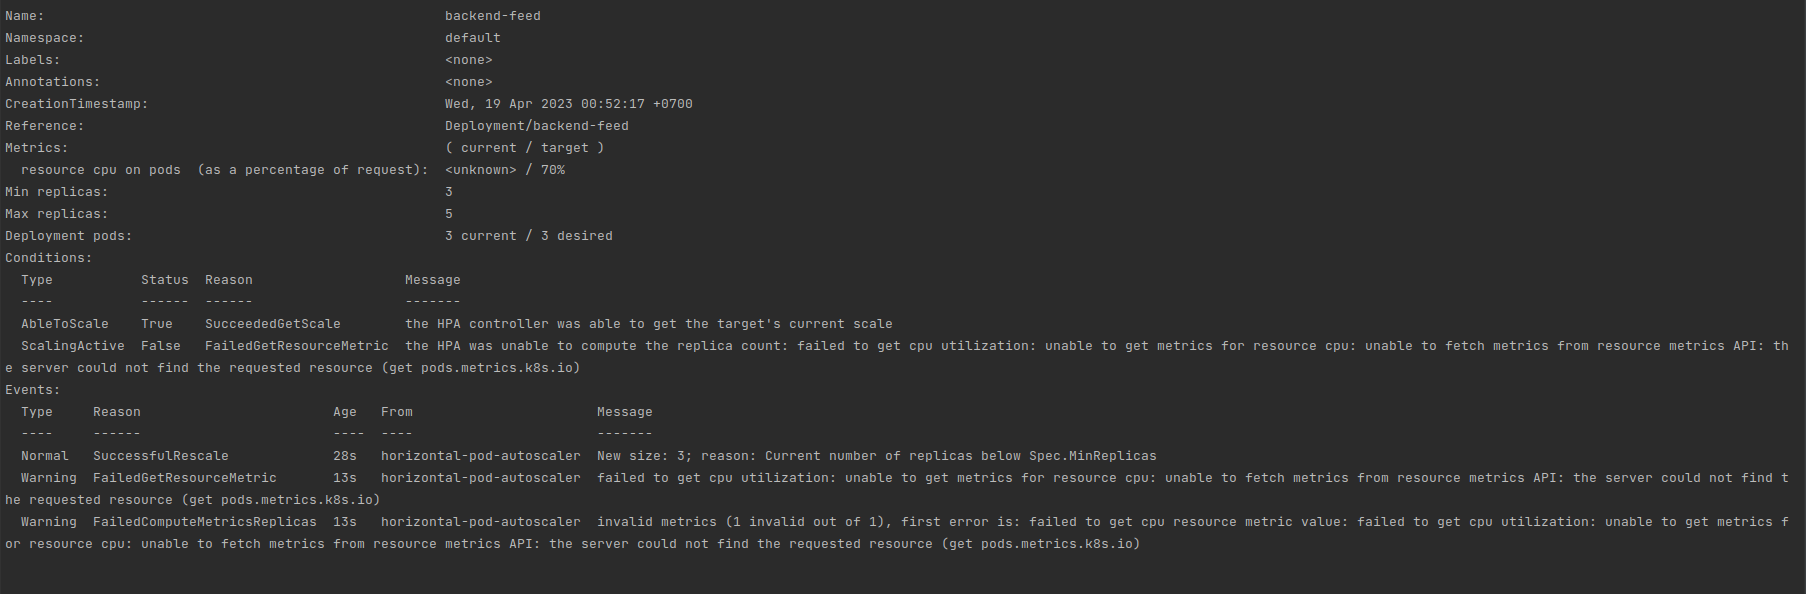 Name:                                                  backend-feed
Namespace:                                             default
Labels:                                                <none>
Annotations:                                           <none>
CreationTimestamp:                                     Wed, 19 Apr 2023 00:52:17 +0700
Reference:                                             Deployment/backend-feed
Metrics:                                               ( current / target )
  resource cpu on pods  (as a percentage of request):  <unknown> / 70%
Min replicas:                                          3
Max replicas:                                          5
Deployment pods:                                       3 current / 3 desired
Conditions:
  Type           Status  Reason                   Message
  ----           ------  ------                   -------
  AbleToScale    True    SucceededGetScale        the HPA controller was able to get the target's current scale
  ScalingActive  False   FailedGetResourceMetric  the HPA was unable to compute the replica count: failed to get cpu utilization: unable to get metrics for resource cpu: unable to fetch metrics from resource metrics API: th
e server could not find the requested resource (get pods.metrics.k8s.io)
Events:
  Type     Reason                        Age   From                       Message
  ----     ------                        ----  ----                       -------
  Normal   SuccessfulRescale             28s   horizontal-pod-autoscaler  New size: 3; reason: Current number of replicas below Spec.MinReplicas
  Warning  FailedGetResourceMetric       13s   horizontal-pod-autoscaler  failed to get cpu utilization: unable to get metrics for resource cpu: unable to fetch metrics from resource metrics API: the server could not find t
he requested resource (get pods.metrics.k8s.io)
  Warning  FailedComputeMetricsReplicas  13s   horizontal-pod-autoscaler  invalid metrics (1 invalid out of 1), first error is: failed to get cpu resource metric value: failed to get cpu utilization: unable to get metrics f
or resource cpu: unable to fetch metrics from resource metrics API: the server could not find the requested resource (get pods.metrics.k8s.io)